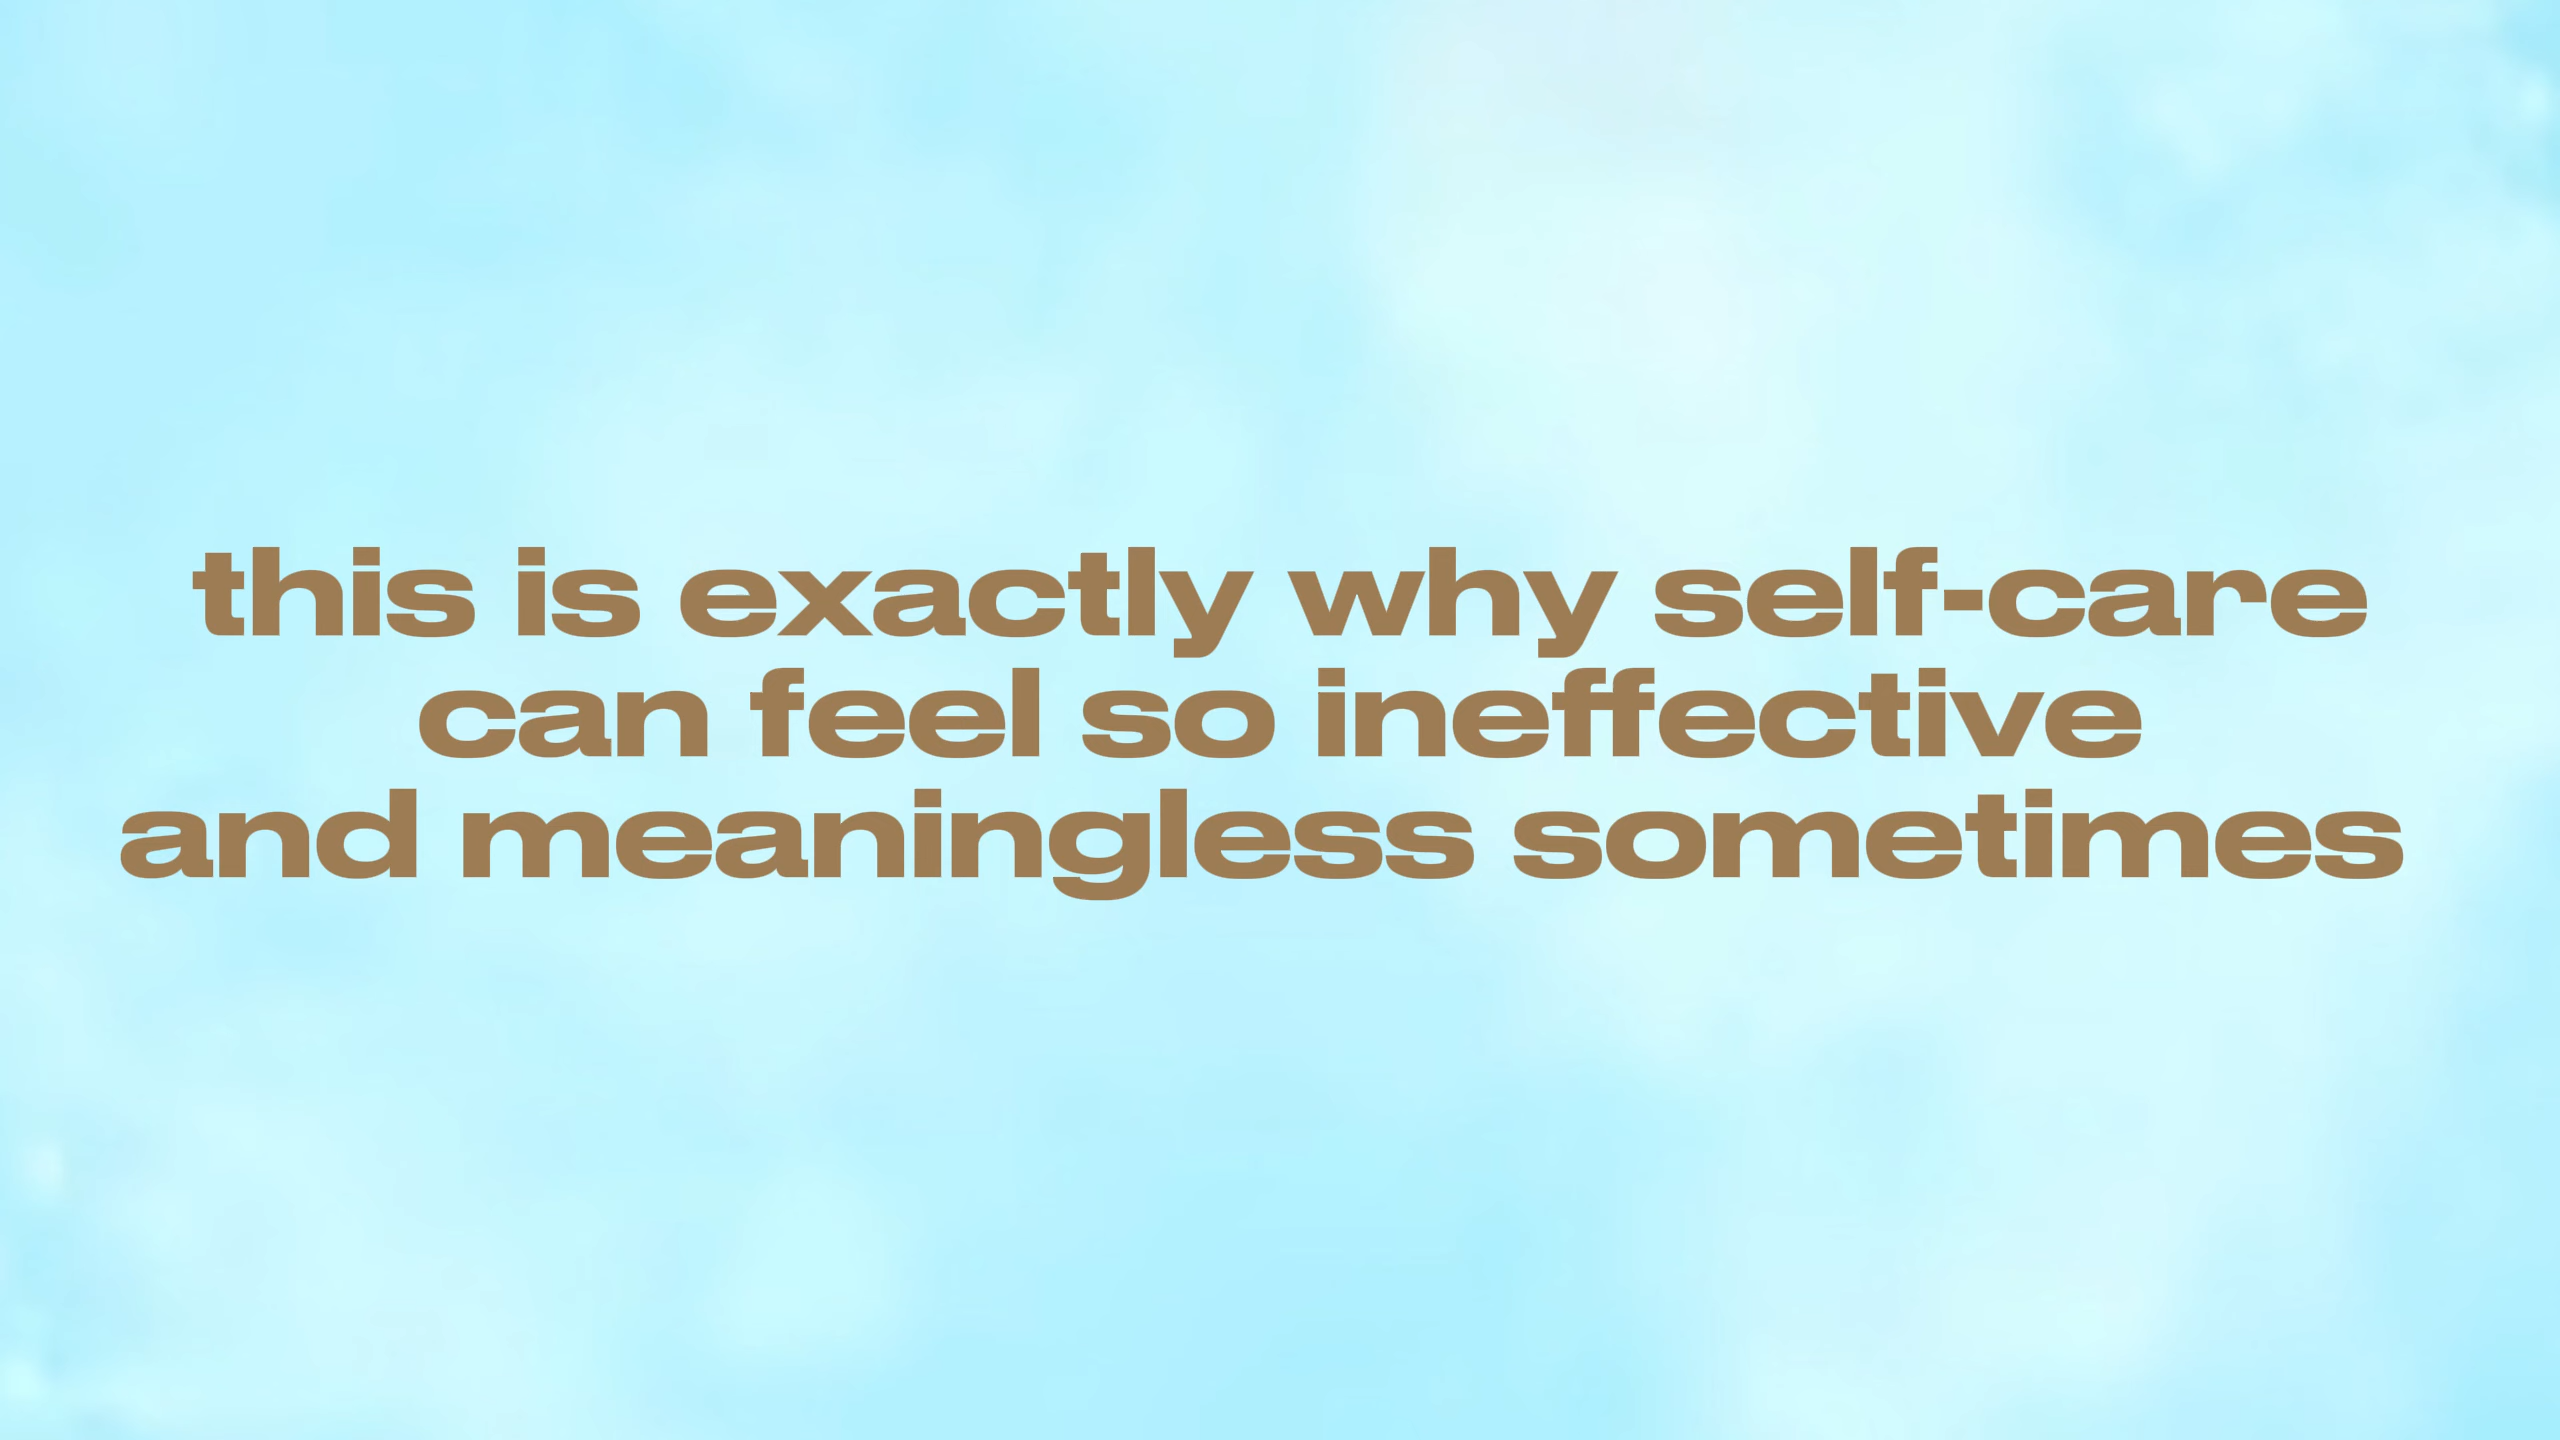 this is exactly why self-care
can feel so ineffective
and meaningless sometimes